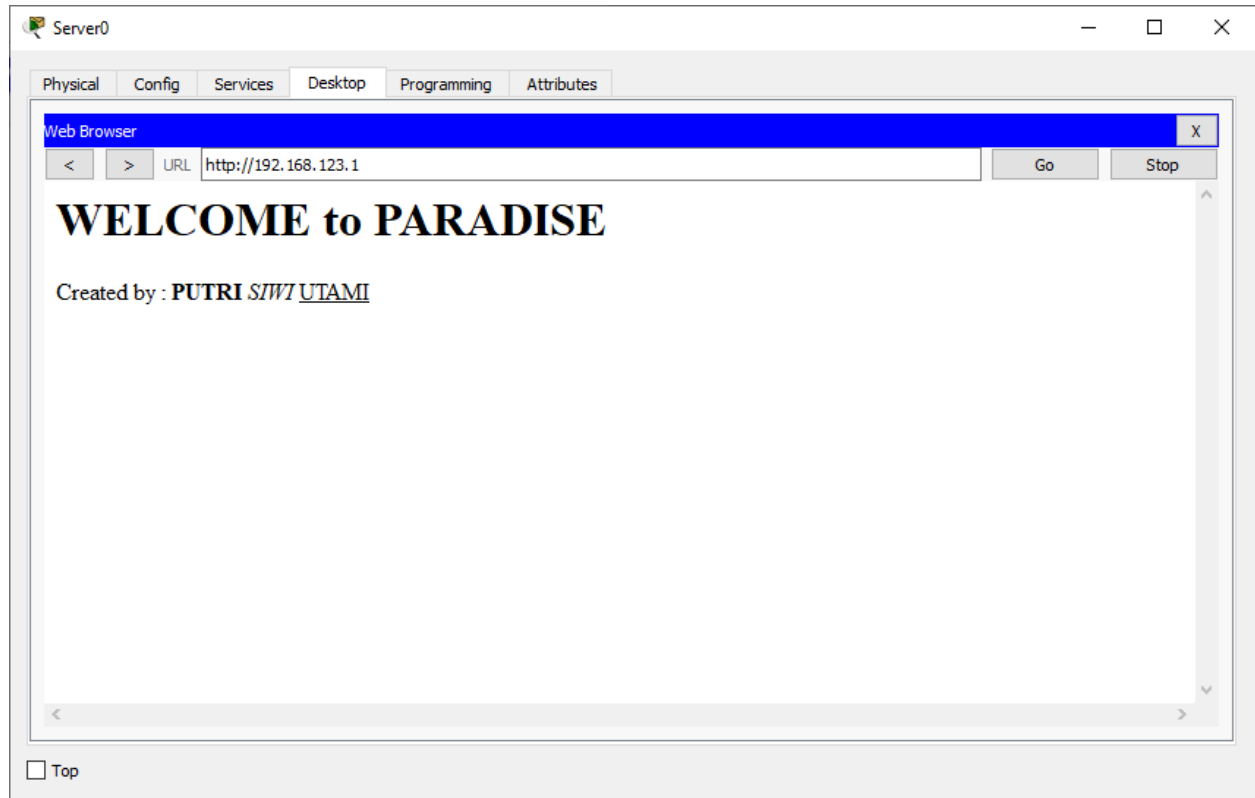 Server0
Physical Config Services Desktop Programming Attributes
Web Browser X
< > URL http://192.168.123.1 Go Stop
WELCOME to PARADISE
Created by : PUTRI SIWI UTAMI
Top